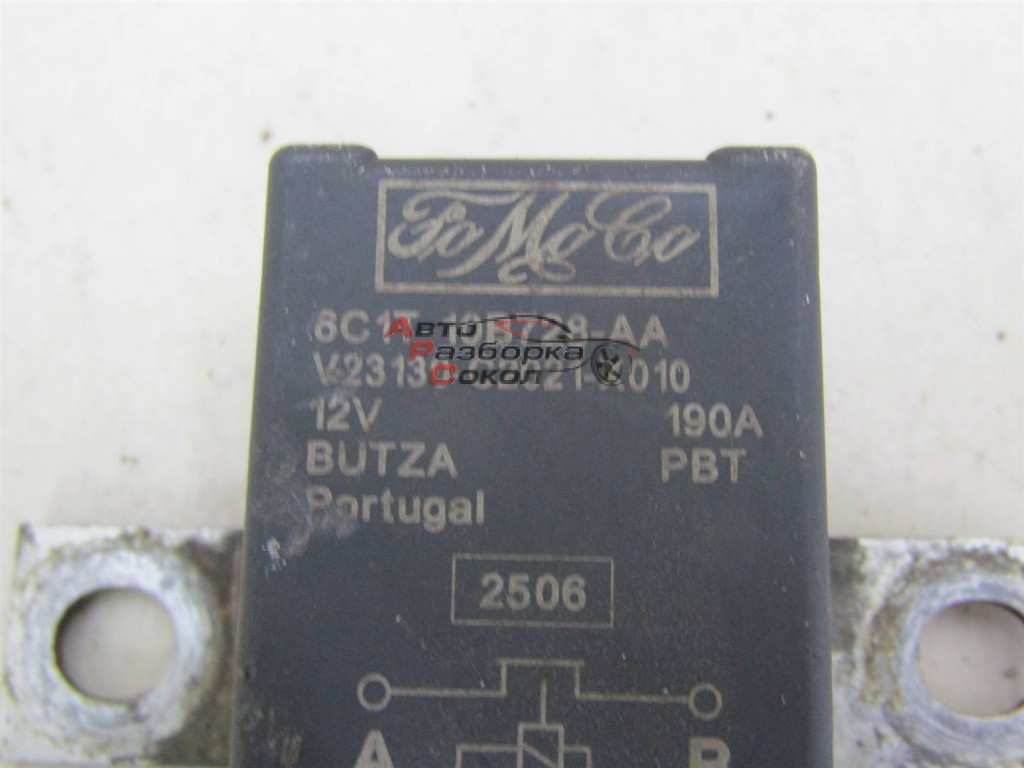 FoMoCo
12V 190A
BUTZA PBT
Portugal
2506
A B
Авто
Разборка
Сокол